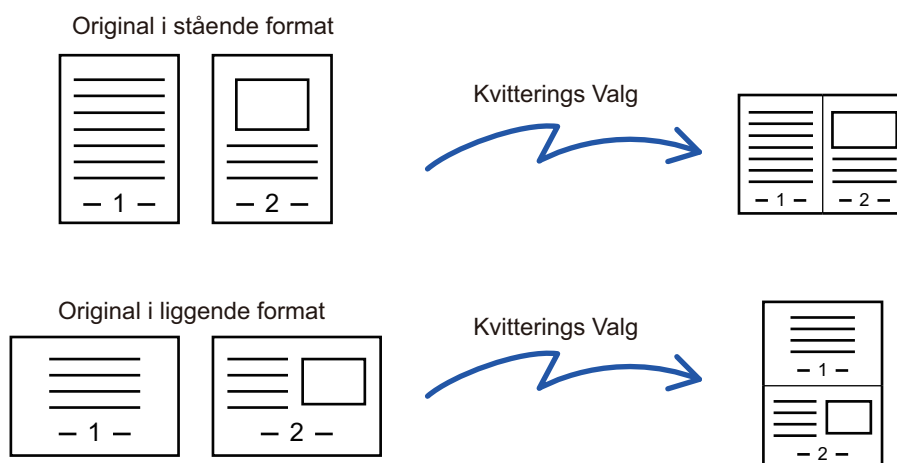 Original i stående format
Kvitterings Valg
– 1 –
– 2 –
– 1 –
– 2 –
Original i liggende format
Kvitterings Valg
– 1 –
– 2 –
– 1 –
– 2 –